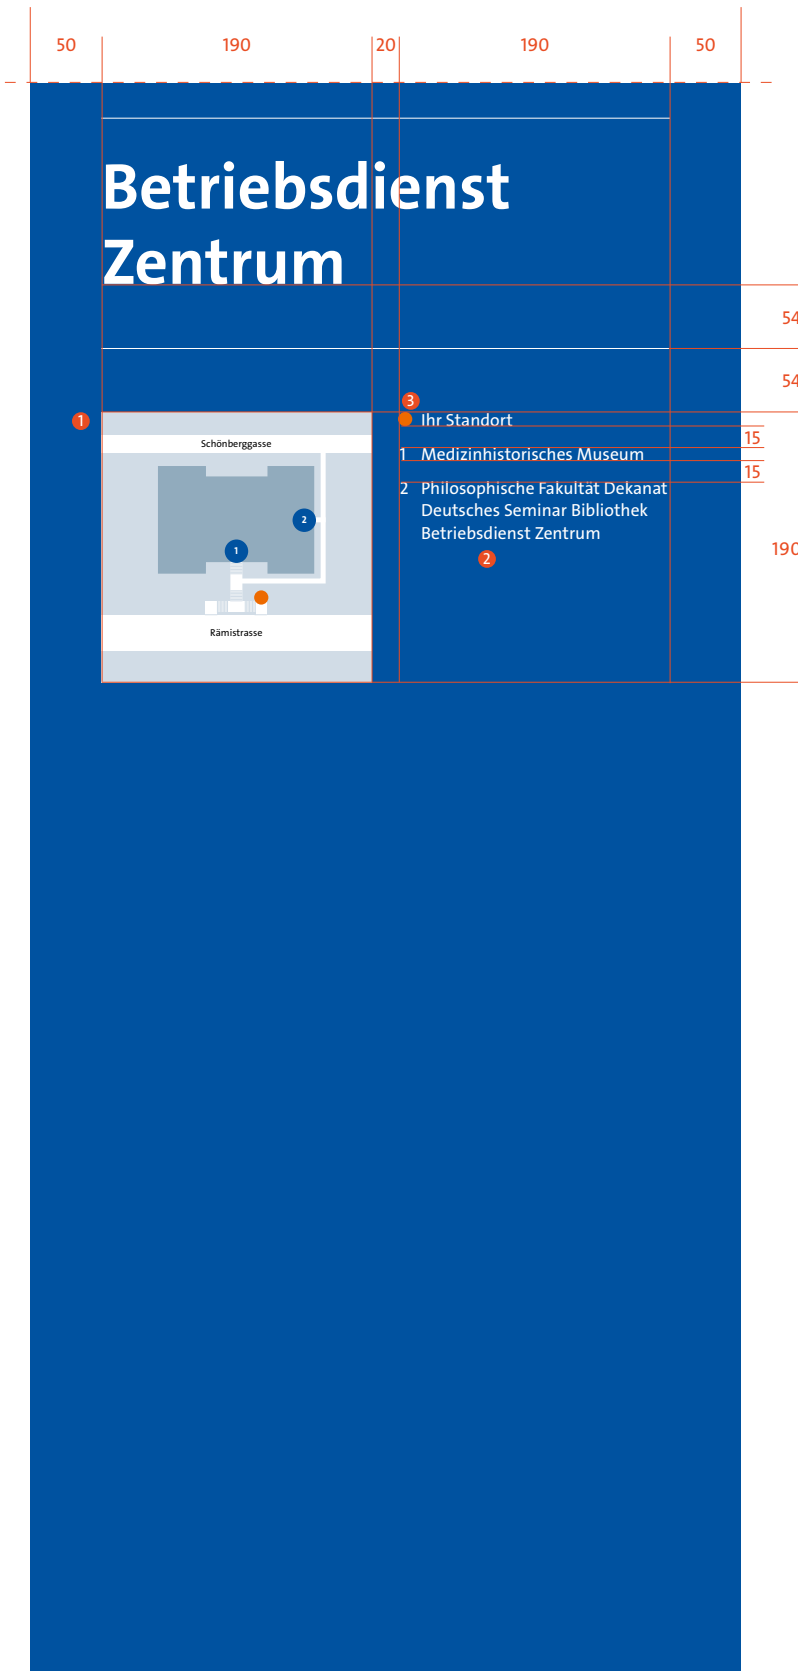 50 190 20 190 50
Betriebsdienst
Zentrum
54
54
3
1
Ihr Standort
15
Schönberggasse
1 Medizinhistorisches Museum
15
2 Philosophische Fakultät Dekanat
Deutsches Seminar Bibliothek
Betriebsdienst Zentrum
2
1
2
190
Rämistrasse